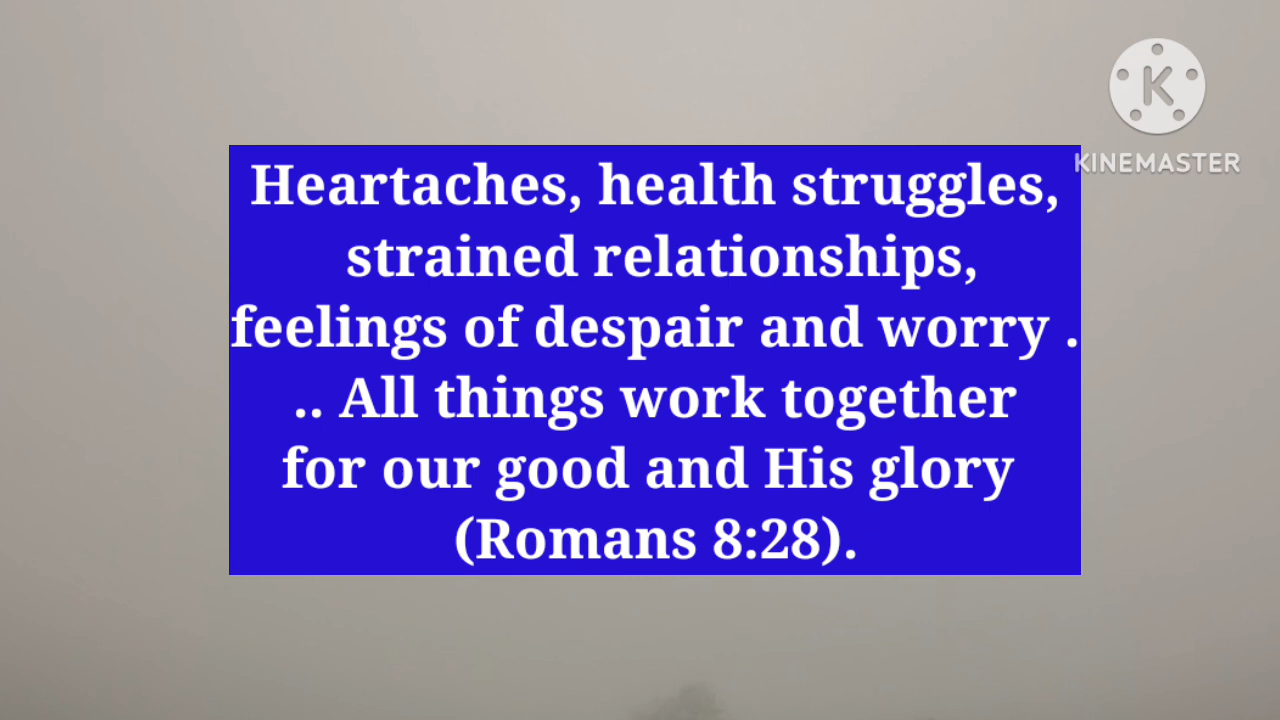 K
KINEMASTER
Heartaches, health struggles,
strained relationships,
feelings of despair and worry .
.. All things work together
for our good and His glory
(Romans 8:28).